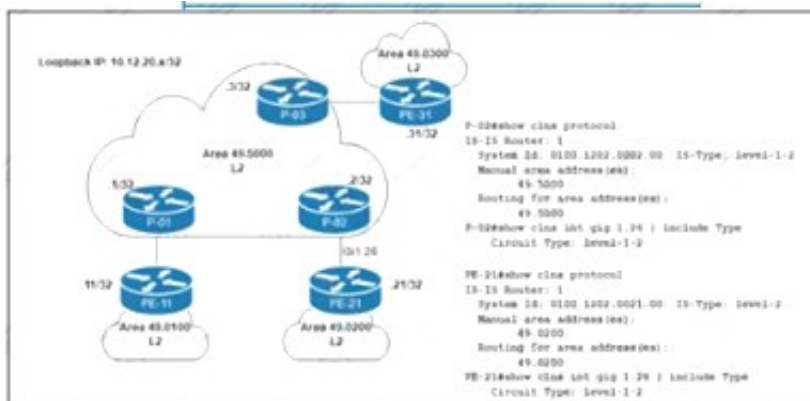 Loopback IP: 10.12.20.x/32
Area 49.0300
L2
.3/32
P-03
PE-31
.31/32
Area 49.5000
L2
.1/32
P-01
.2/32
P-02
Gi1.26
.11/32
PE-11
.21/32
PE-21
Area 49.0100
L2
Area 49.0200
L2
P-02#show clns protocol
IS-IS Router: 1
System Id: 0100.1202.0002.00 IS-Type: level-1-2
Manual area address(es):
49.5000
Routing for area address(es):
49.5000
P-02#show clns int gig 1.26 | include Type
Circuit Type: level-1-2
PE-21#show clns protocol
IS-IS Router: 1
System Id: 0100.1202.0021.00 IS-Type: level-2
Manual area address(es):
49.0200
Routing for area address(es):
49.0200
PE-21#show clns int gig 1.26 | include Type
Circuit Type: level-1-2